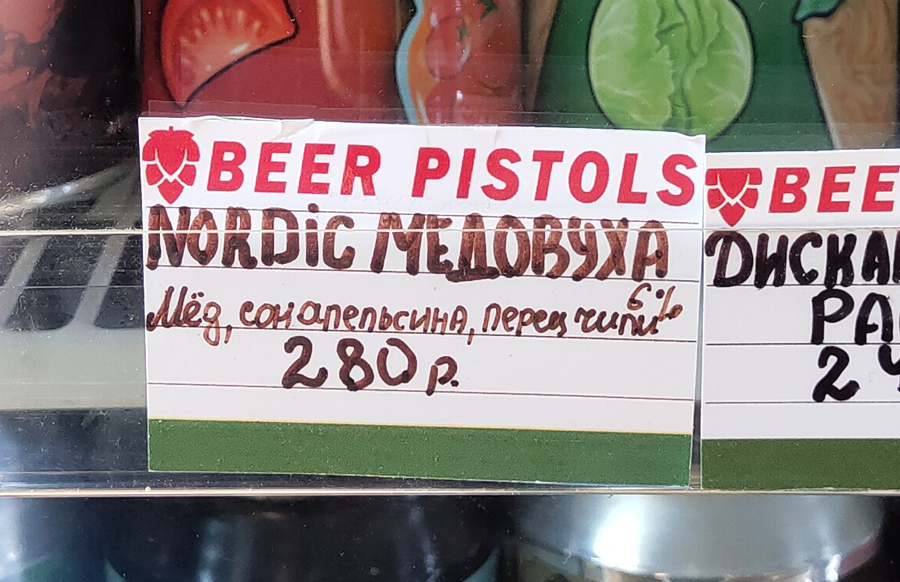 BEER PISTOLS
NORDiC МЕДОВУХА
6%
Мёд, сок апельсина, перец чили
280 р.
BEE
ДИСКА
РА
2